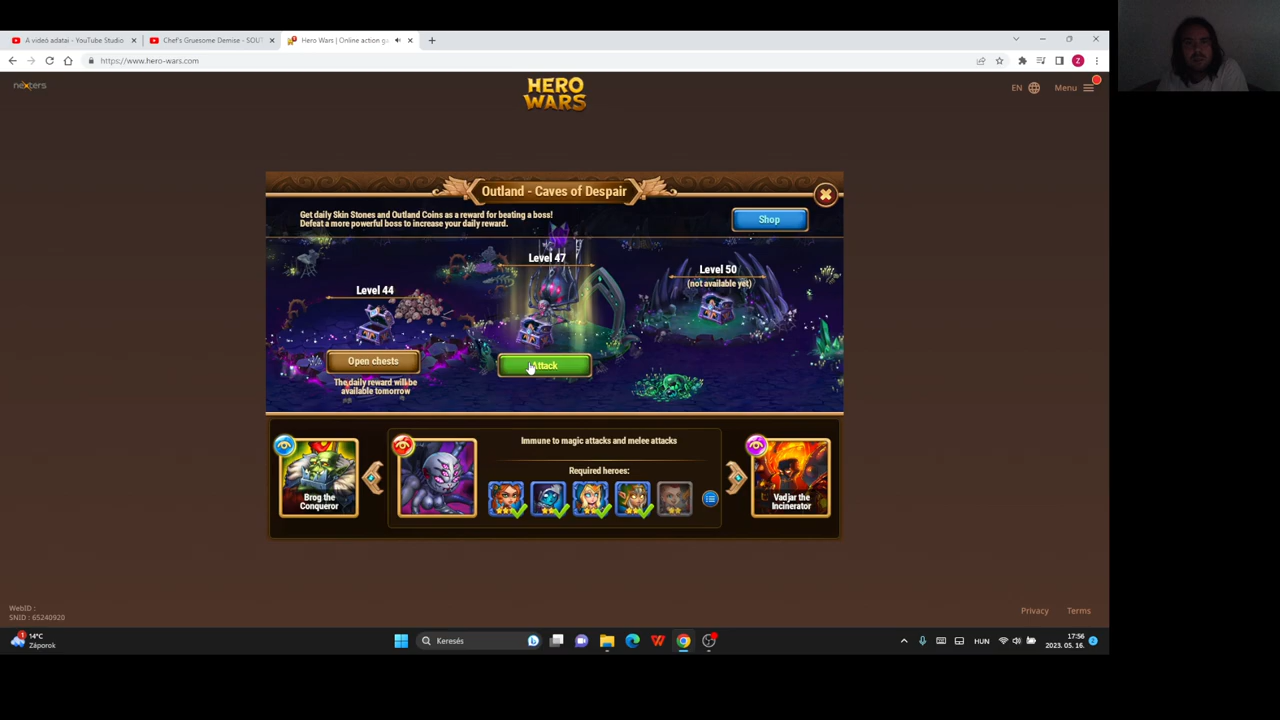 A videó adatai - YouTube Studio
Chef's Gruesome Demise - SOUT
Hero Wars | Online action ga
https://www.hero-wars.com
nexters
HERO
WARS
EN
Menu
Outland - Caves of Despair
Get daily Skin Stones and Outland Coins as a reward for beating a boss!
Defeat a more powerful boss to increase your daily reward.
Shop
Level 44
Level 47
Level 50
(not available yet)
Open chests
Attack
The daily reward will be
available tomorrow
Immune to magic attacks and melee attacks
Required heroes:
Brog the
Conqueror
Vadjar the
Incinerator
WebID :
SNID : 65240920
Privacy
Terms
1
14°C
Záporok
Keresés
HUN
17:56
2023. 05. 16.
2